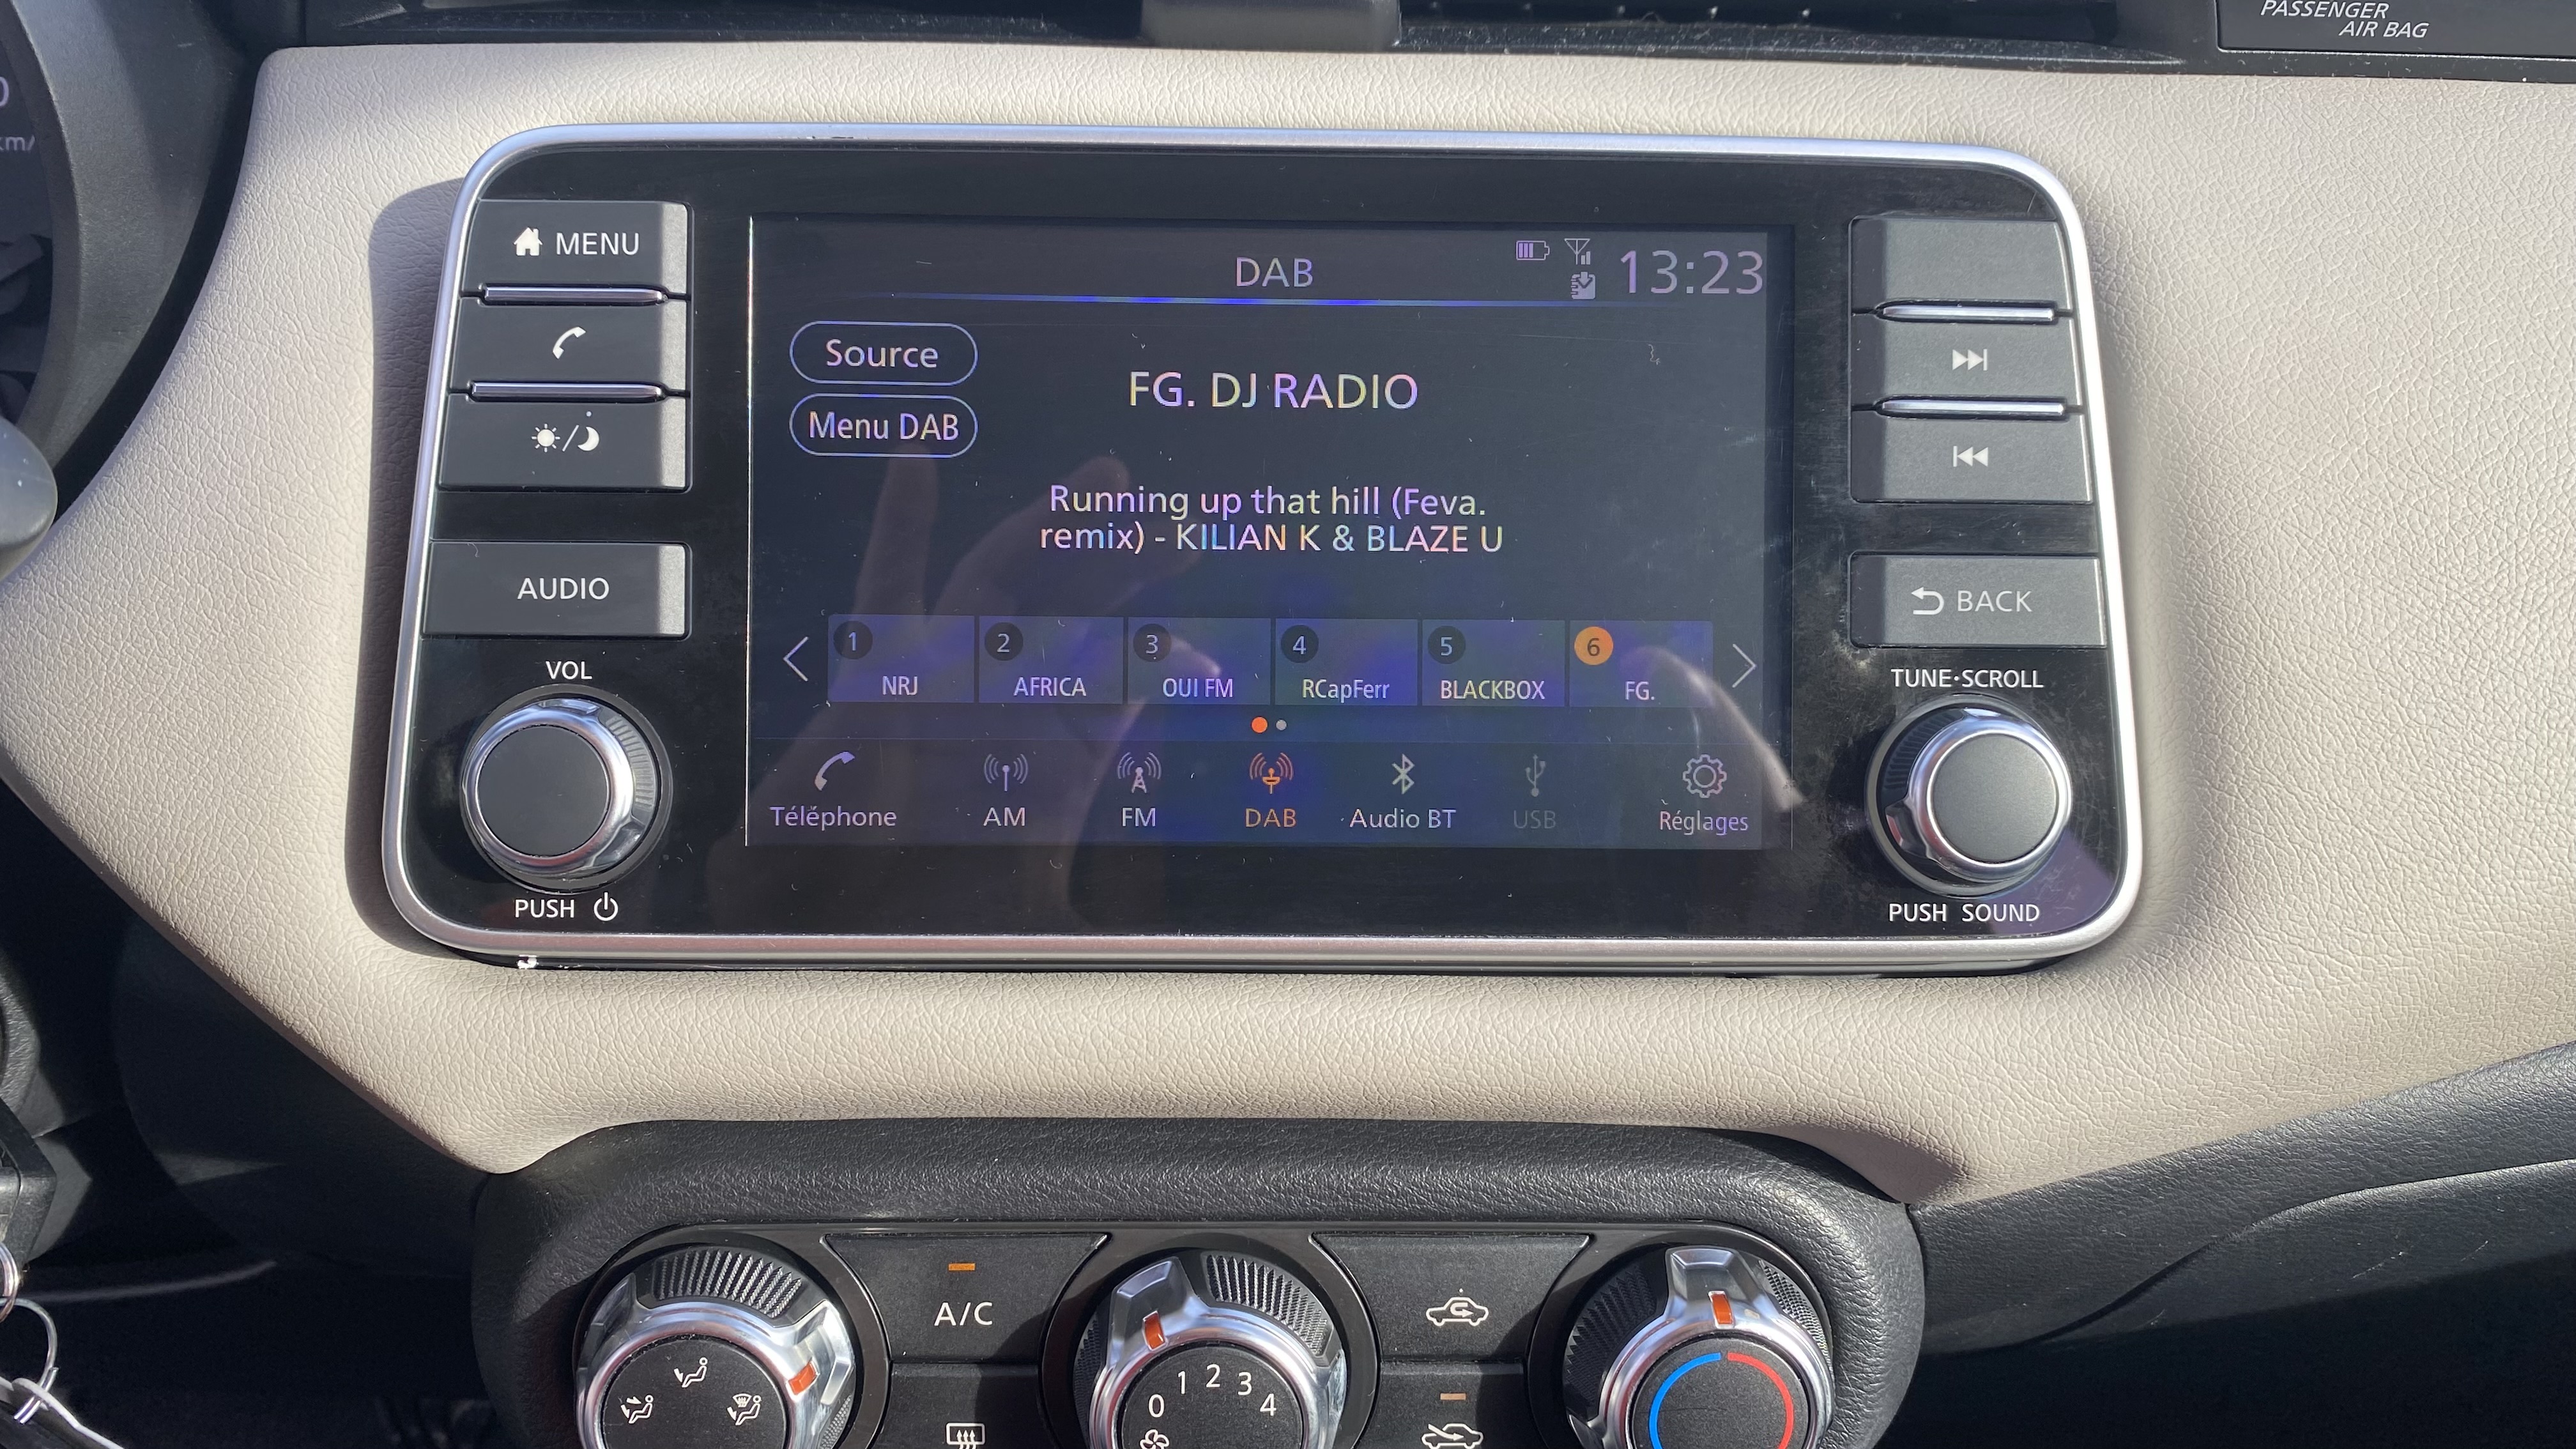 PASSENGER
AIR BAG
km/
MENU
DAB
13:23
Source
Menu DAB
FG. DJ RADIO
Running up that hill (Feva.
remix) - KILIAN K & BLAZE U
AUDIO
BACK
1 NRJ
2 AFRICA
3 OUI FM
4 RCapFerr
5 BLACKBOX
6 FG.
VOL
TUNE·SCROLL
Téléphone
AM
FM
DAB
Audio BT
USB
Réglages
PUSH
PUSH SOUND
A/C
0 1 2 3 4